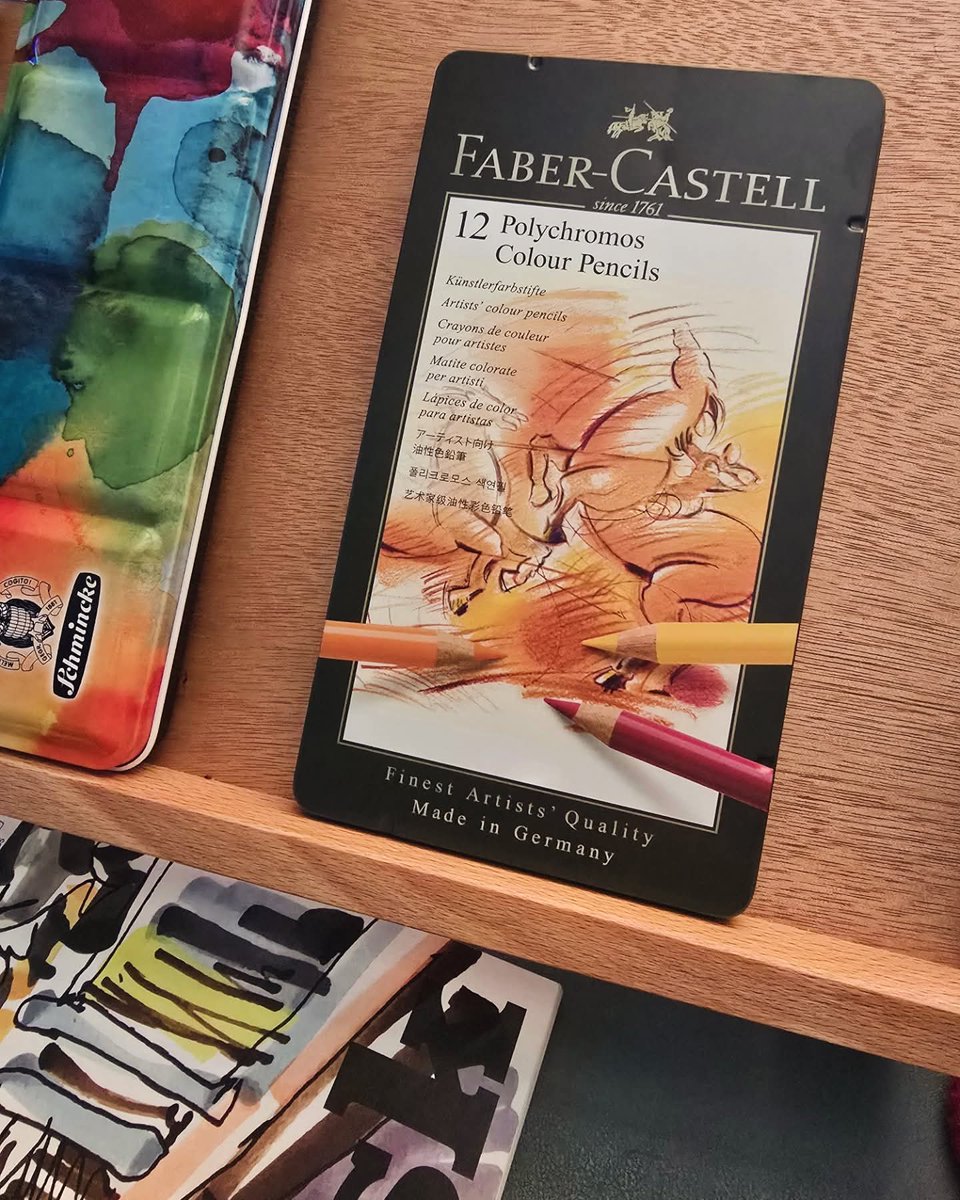 FABER-CASTELL
since 1761
12 Polychromos
Colour Pencils
Künstlerfarbstifte
Artists' colour pencils
Crayons de couleur
pour artistes
Matite colorate
per artisti
Lápices de color
para artistas
アーティスト向け
油性色鉛筆
폴리크로모스 색연필
艺术家级油性彩色铅笔
Finest Artists' Quality
Made in Germany
COGITO!
1881
Schmincke